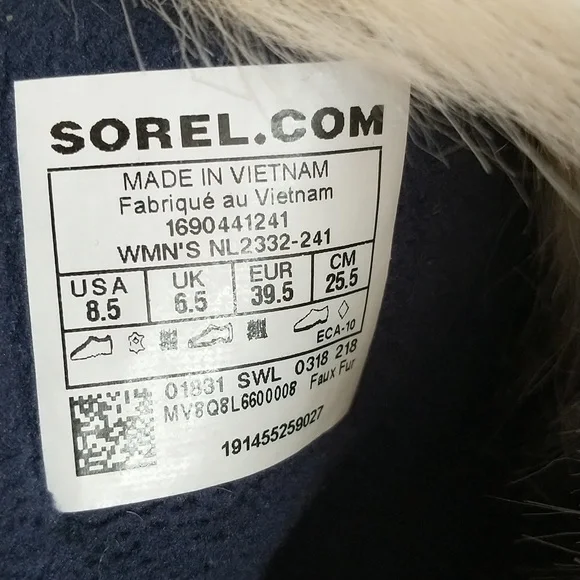 SOREL.COM
MADE IN VIETNAM
Fabriqué au Vietnam
1690441241
WMN'S NL2332-241
USA UK EUR CM
8.5 6.5 39.5 25.5
ECA-10
01831 SWL 0318 218
MV8Q8L6600008 Faux Fur
191455259027